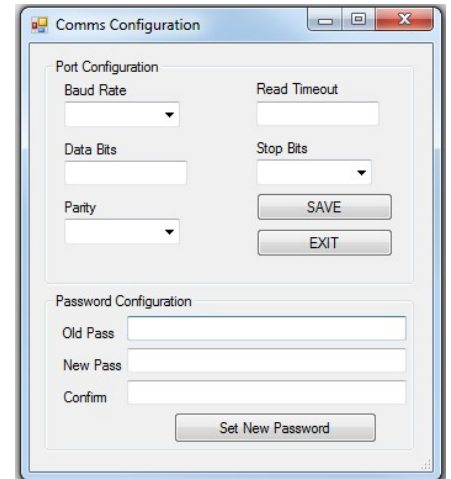 Comms Configuration
Port Configuration
Baud Rate
Read Timeout
Data Bits
Stop Bits
Parity
SAVE
EXIT
Password Configuration
Old Pass
New Pass
Confirm
Set New Password